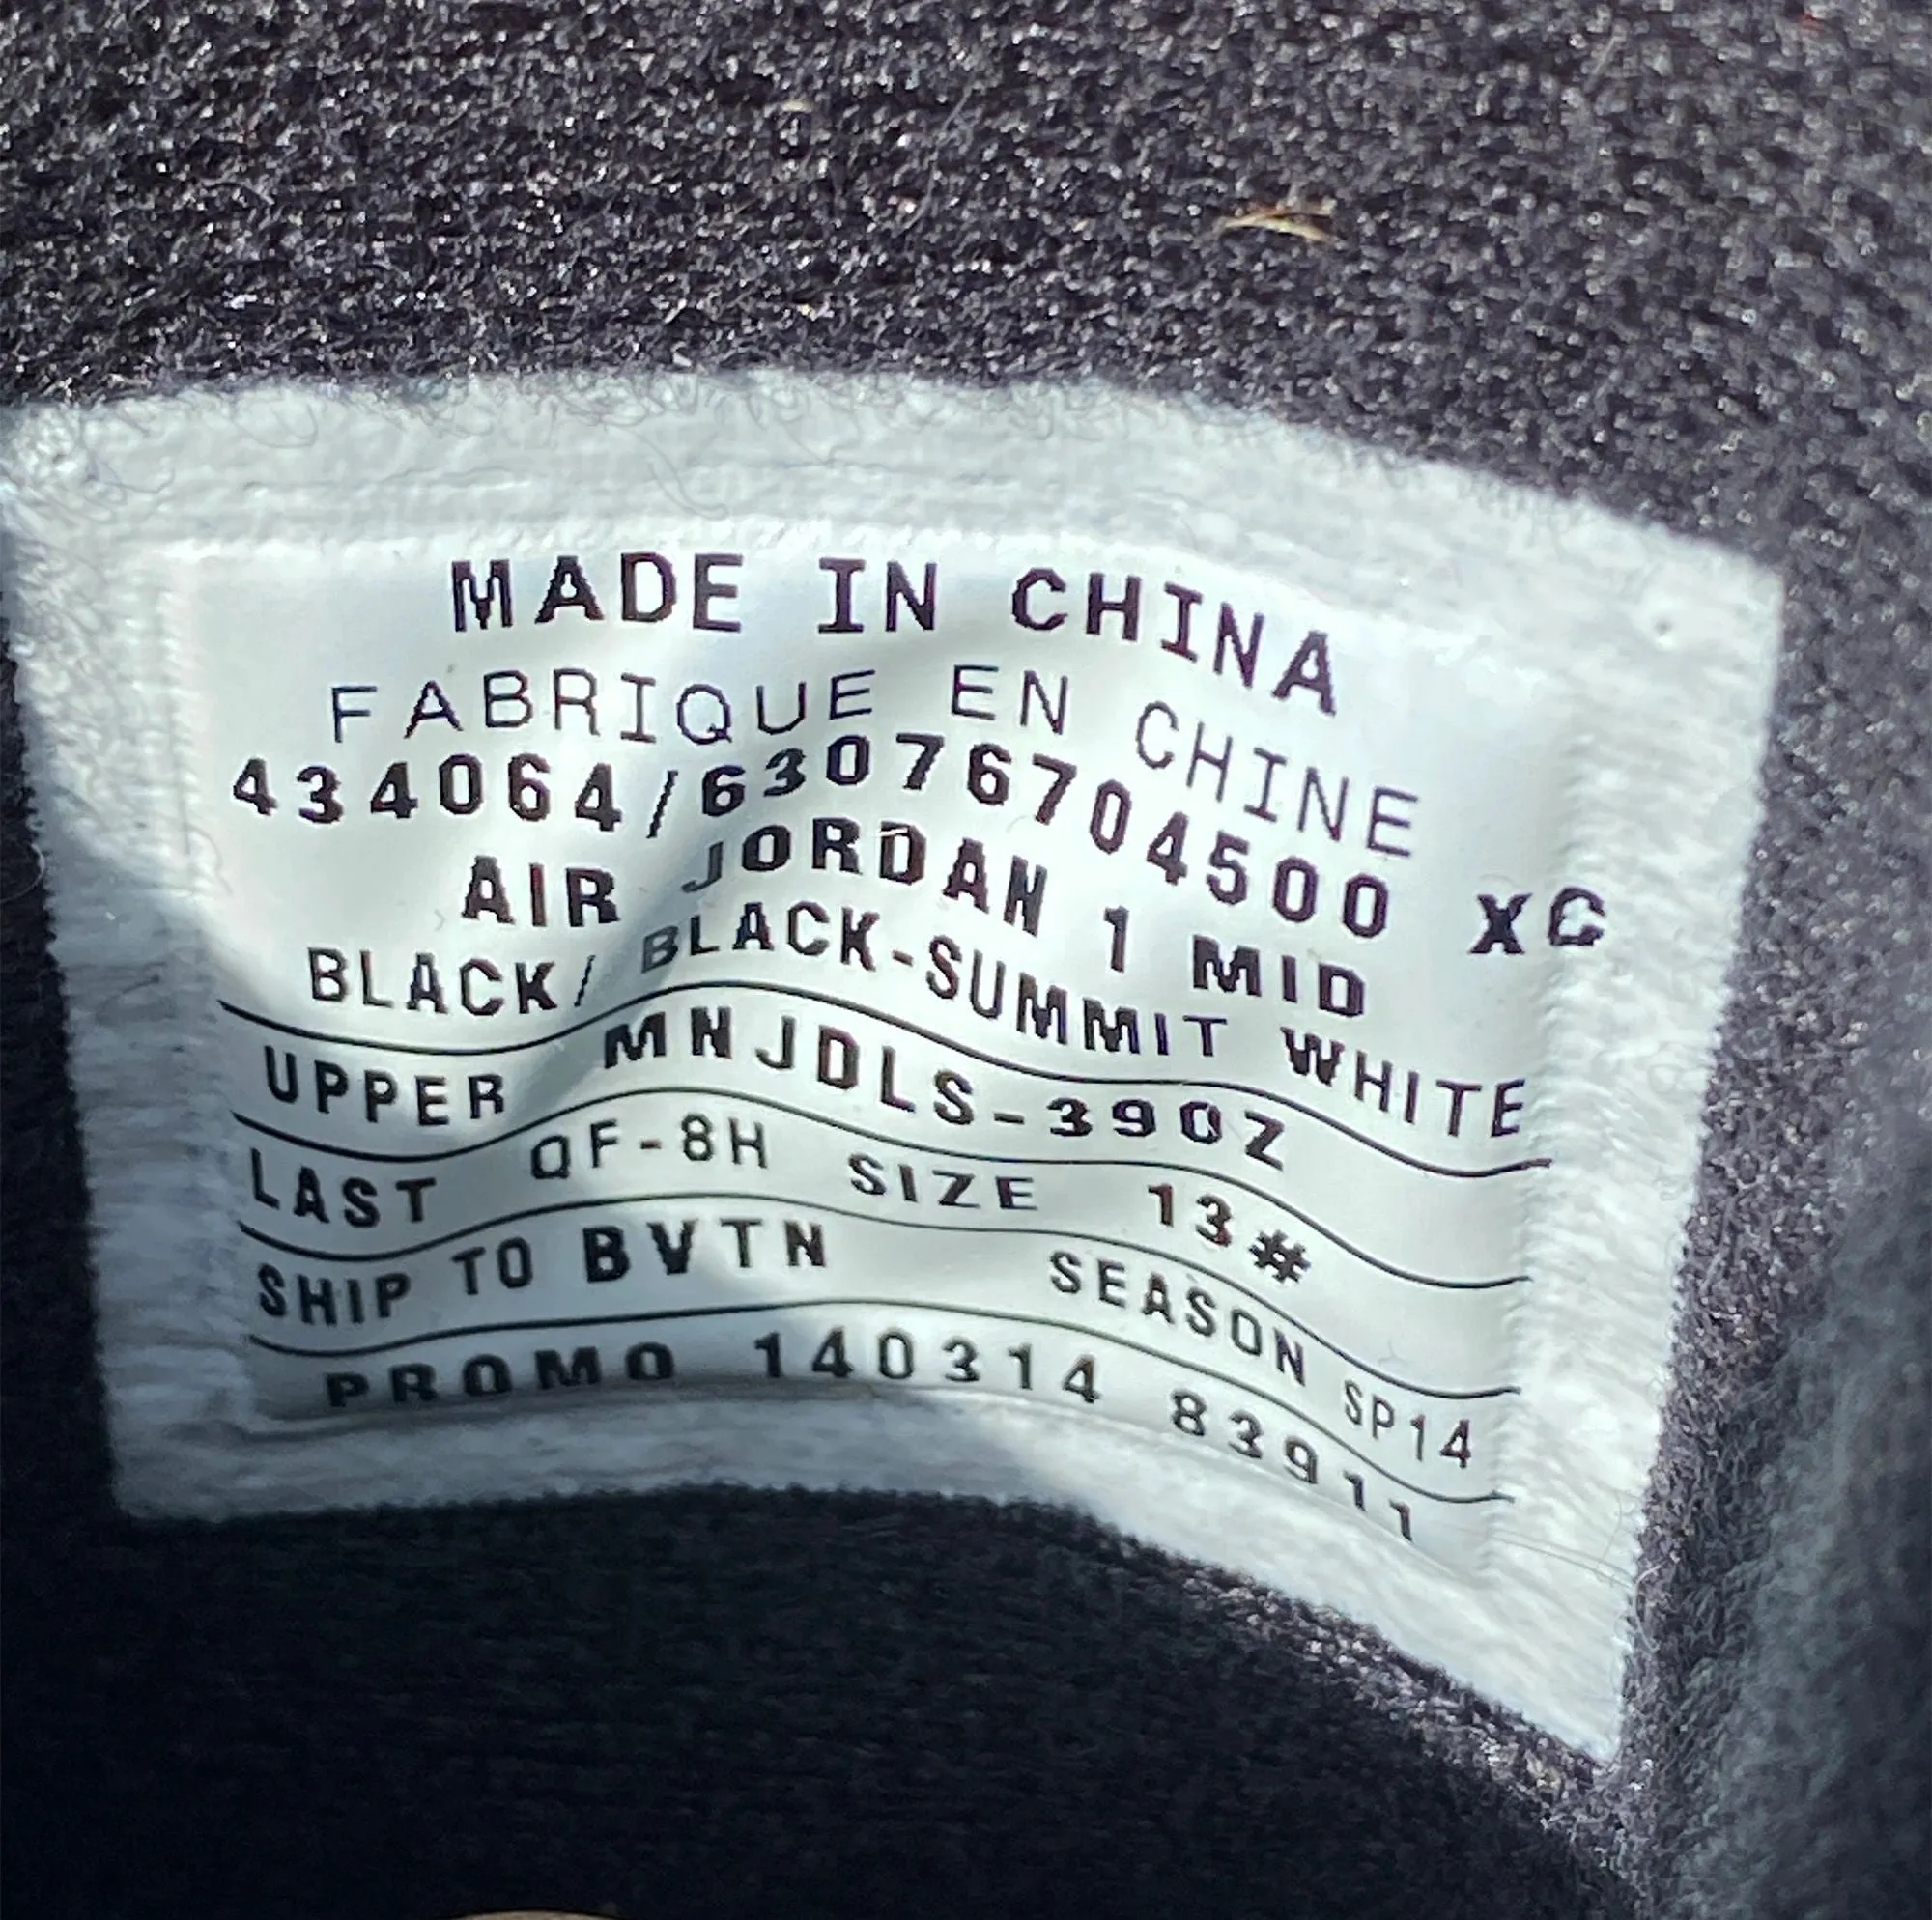 MADE IN CHINA
FABRIQUE EN CHINE
434064/63076704500 XC
AIR JORDAN 1 MID
BLACK/ BLACK-SUMMIT WHITE
UPPER MNJDLS-390Z
LAST QF-8H SIZE 13#
SHIP TO BVTN SEASON SP14
PROMO 140314 83911